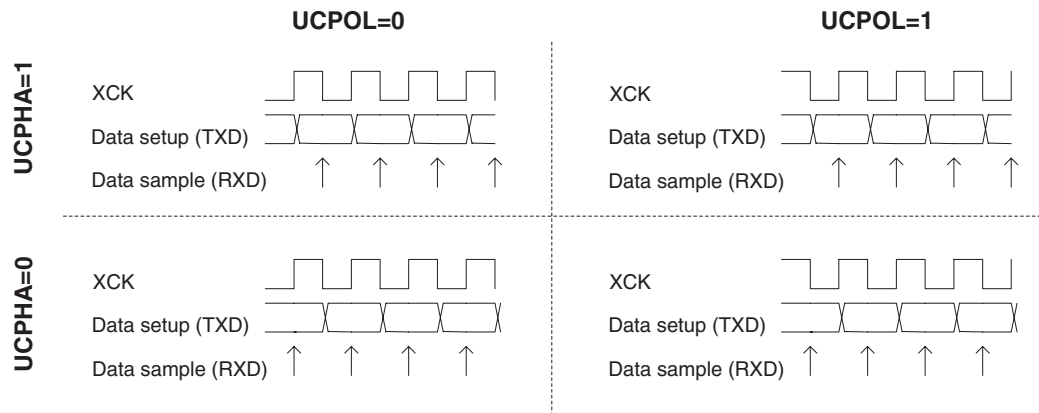 UCPOL=0 UCPOL=1
UCPHA=1
XCK XCK
Data setup (TXD) Data setup (TXD)
Data sample (RXD) Data sample (RXD)
UCPHA=0
XCK XCK
Data setup (TXD) Data setup (TXD)
Data sample (RXD) Data sample (RXD)